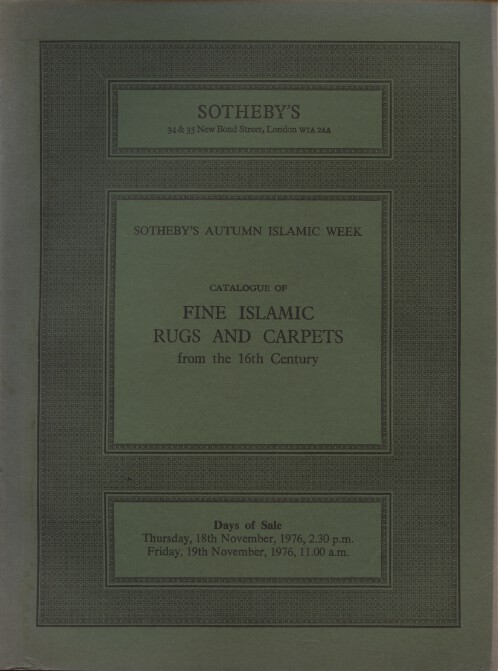 SOTHEBY'S
34 & 35 New Bond Street, London W1A 2AA
SOTHEBY'S AUTUMN ISLAMIC WEEK
CATALOGUE OF
FINE ISLAMIC
RUGS AND CARPETS
from the 16th Century
Days of Sale
Thursday, 18th November, 1976, 2.30 p.m.
Friday, 19th November, 1976, 11.00 a.m.